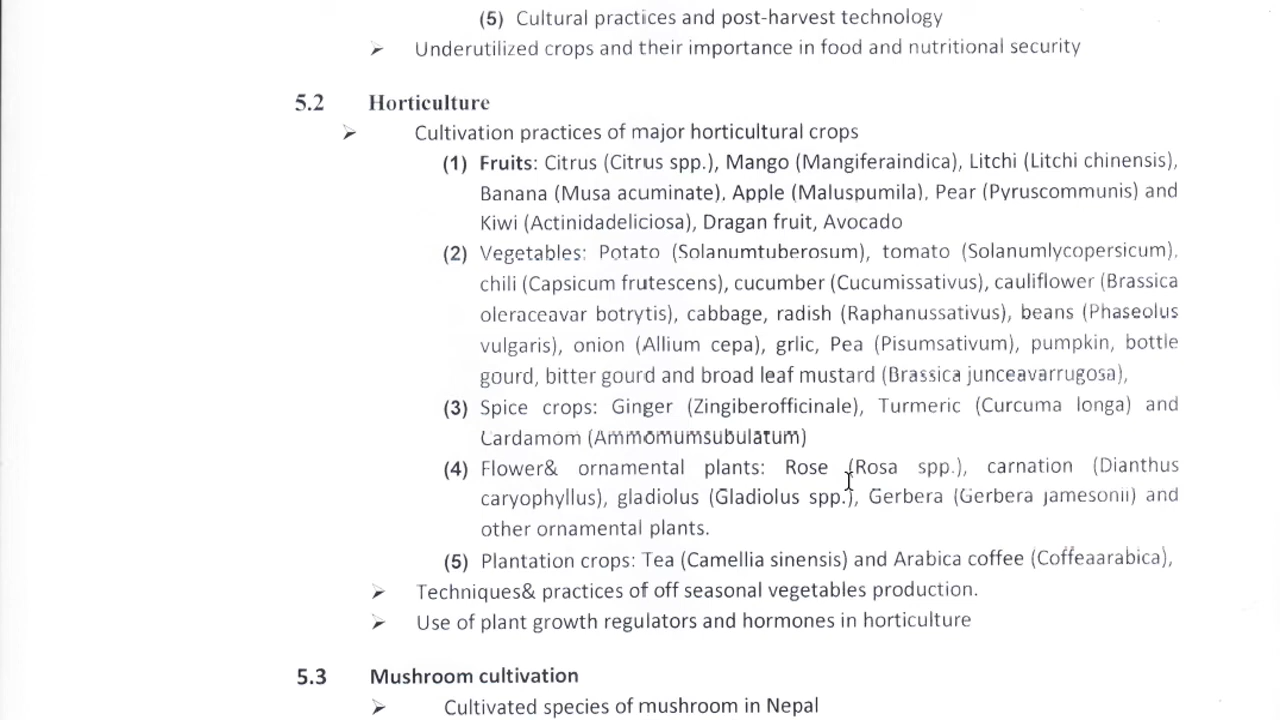 (5) Cultural practices and post-harvest technology
➢ Underutilized crops and their importance in food and nutritional security
5.2 Horticulture
➢ Cultivation practices of major horticultural crops
(1) Fruits: Citrus (Citrus spp.), Mango (Mangiferaindica), Litchi (Litchi chinensis),
Banana (Musa acuminate), Apple (Maluspumila), Pear (Pyruscommunis) and
Kiwi (Actinidadeliciosa), Dragan fruit, Avocado
(2) Vegetables: Potato (Solanumtuberosum), tomato (Solanumlycopersicum),
chili (Capsicum frutescens), cucumber (Cucumissativus), cauliflower (Brassica
oleraceavar botrytis), cabbage, radish (Raphanussativus), beans (Phaseolus
vulgaris), onion (Allium cepa), grlic, Pea (Pisumsativum), pumpkin, bottle
gourd, bitter gourd and broad leaf mustard (Brassica junceavarrugosa),
(3) Spice crops: Ginger (Zingiberofficinale), Turmeric (Curcuma longa) and
Cardamom (Ammomumsubulatum)
(4) Flower& ornamental plants: Rose (Rosa spp.), carnation (Dianthus
caryophyllus), gladiolus (Gladiolus spp.), Gerbera (Gerbera jamesonii) and
other ornamental plants.
(5) Plantation crops: Tea (Camellia sinensis) and Arabica coffee (Coffeaarabica),
➢ Techniques& practices of off seasonal vegetables production.
➢ Use of plant growth regulators and hormones in horticulture
5.3 Mushroom cultivation
➢ Cultivated species of mushroom in Nepal